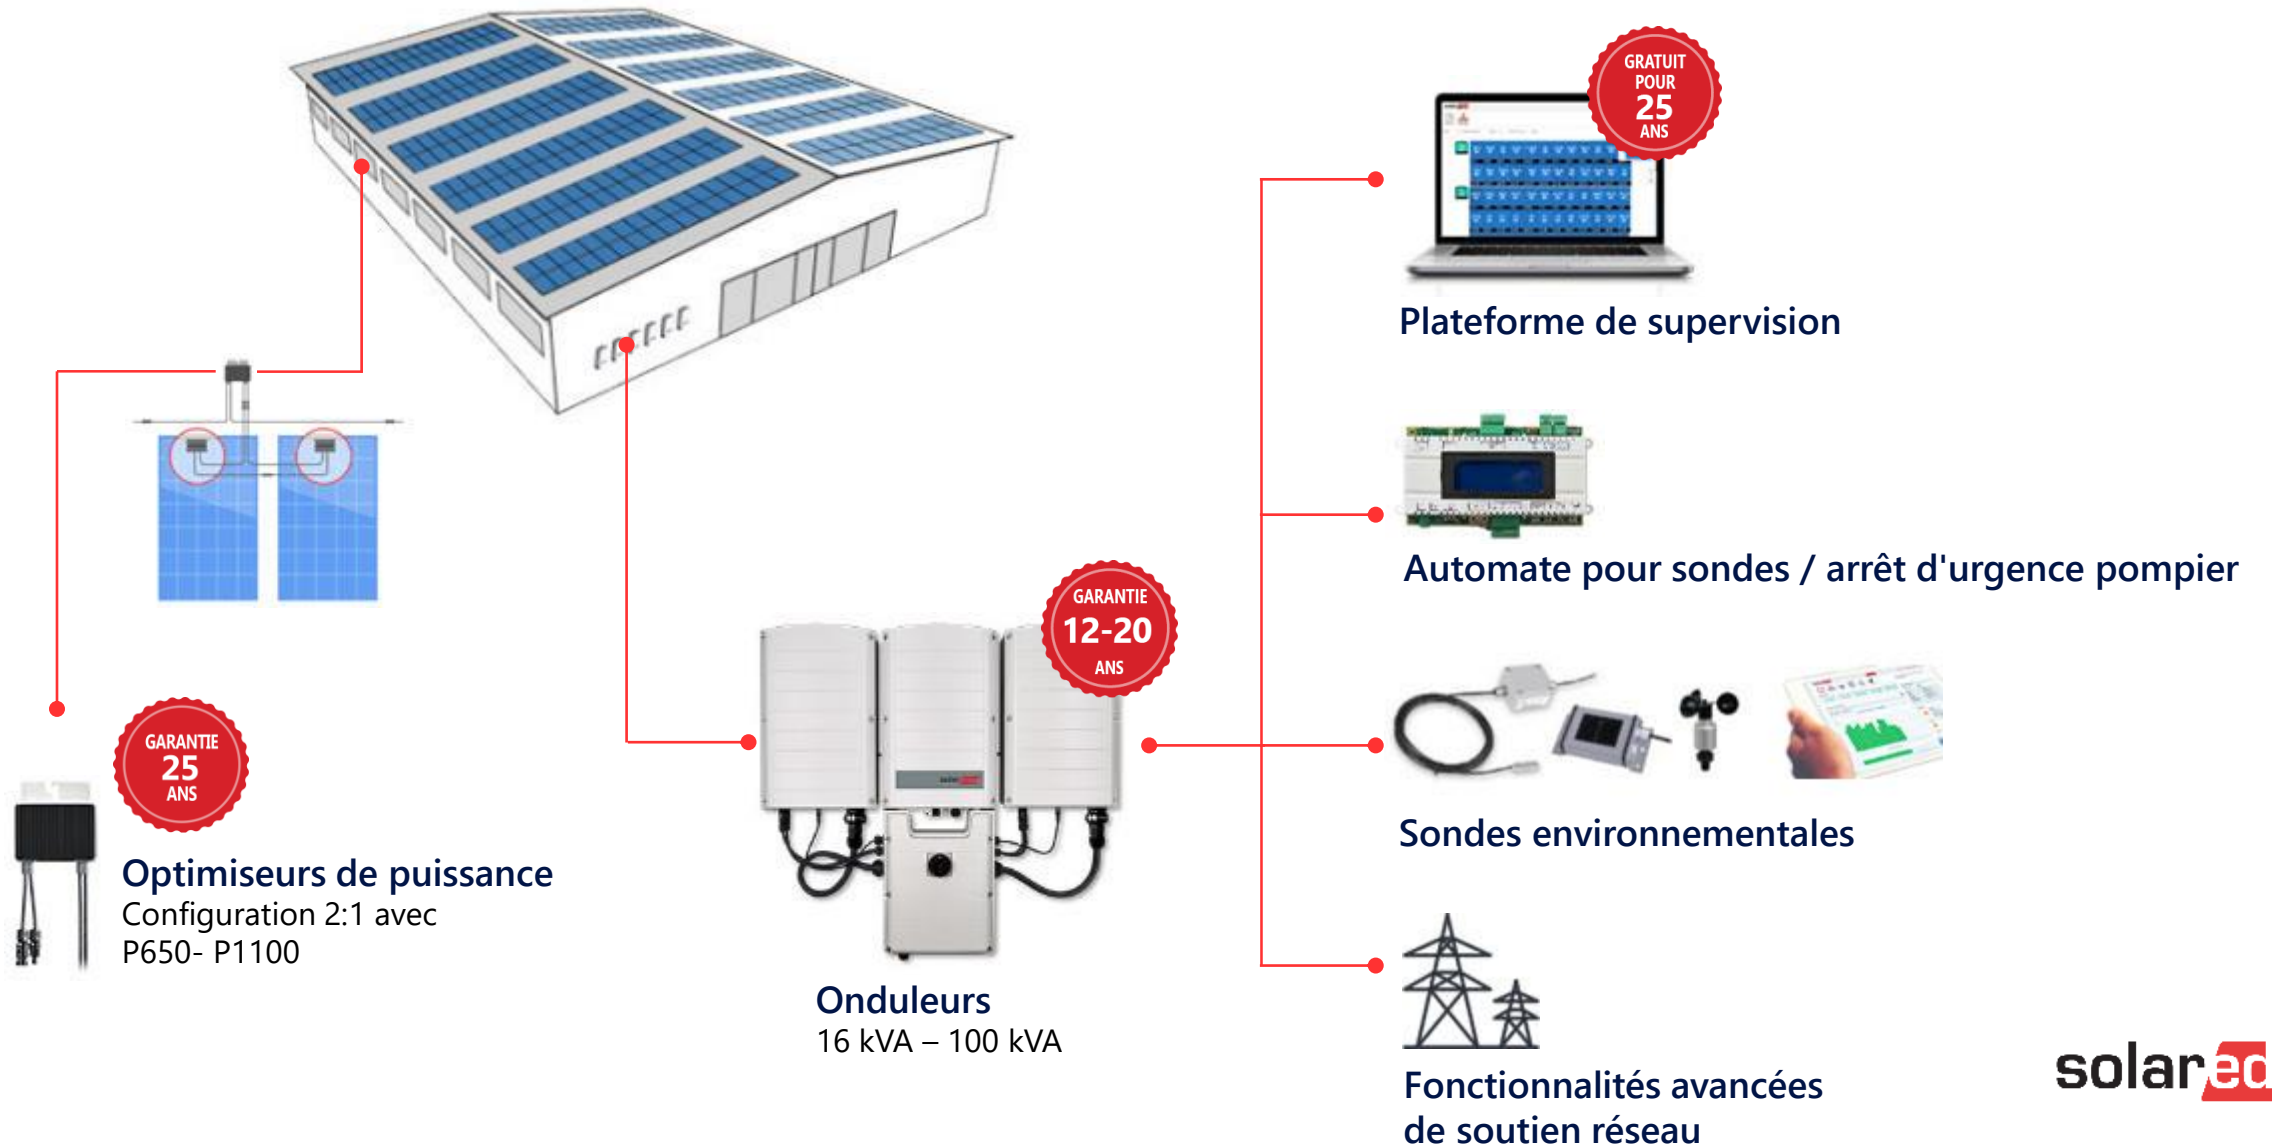 GRATUIT
POUR
25
ANS
Plateforme de supervision
Automate pour sondes / arrêt d'urgence pompier
GARANTIE
12-20
ANS
GARANTIE
25
ANS
Sondes environnementales
Optimiseurs de puissance
Configuration 2:1 avec
P650- P1100
Onduleurs
16 kVA – 100 kVA
Fonctionnalités avancées
de soutien réseau
solared